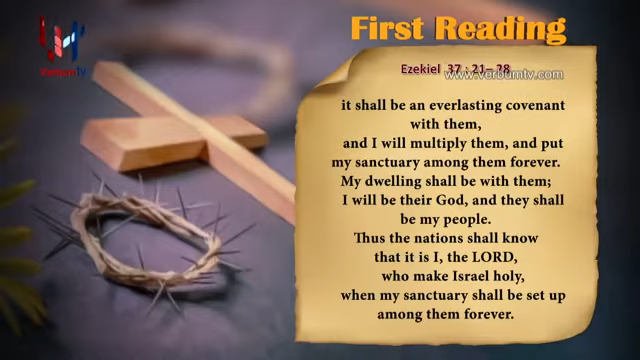 First Reading
VerbumTV
Ezekiel 37 : 21– 28
www.verbumtv.com
it shall be an everlasting covenant
with them,
and I will multiply them, and put
my sanctuary among them forever.
My dwelling shall be with them;
I will be their God, and they shall
be my people.
Thus the nations shall know
that it is I, the LORD,
who make Israel holy,
when my sanctuary shall be set up
among them forever.